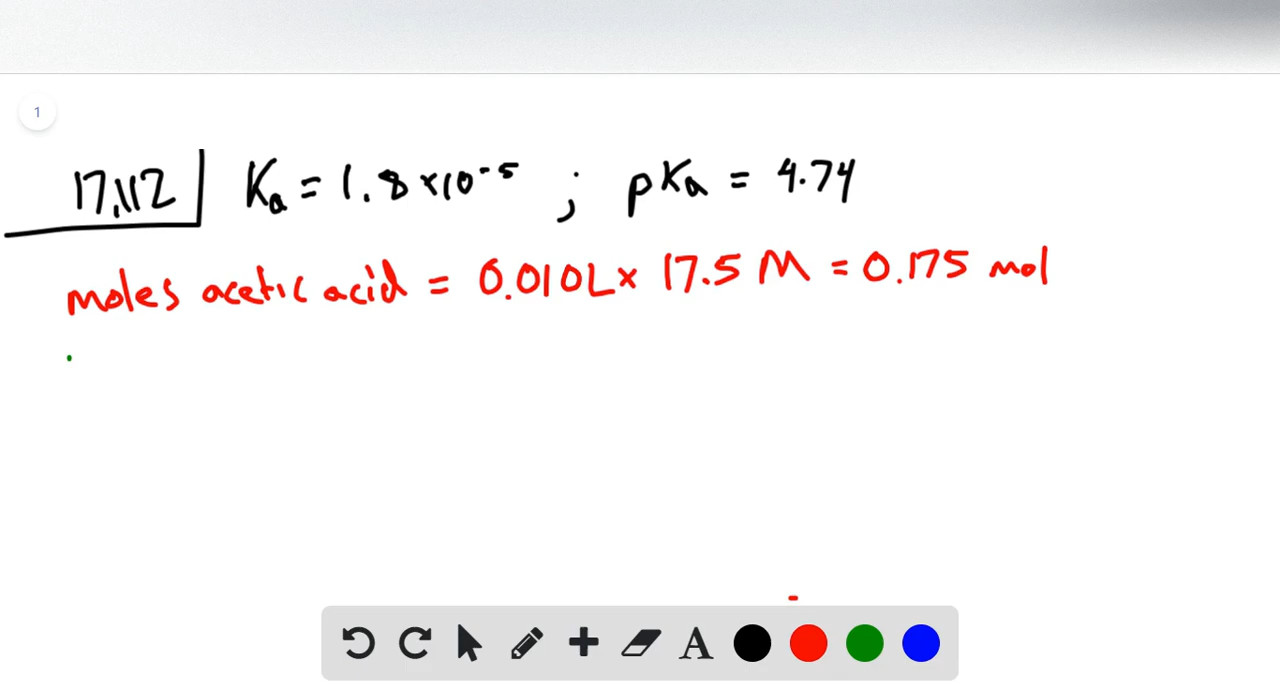 1
17.112 Ka = 1.8 × 10⁻⁵ ; pKa = 4.74
moles acetic acid = 0.010L × 17.5 M = 0.175 mol
A